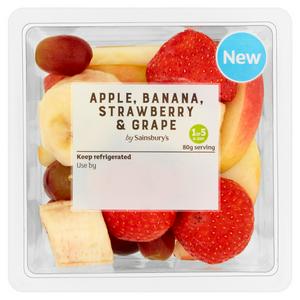 New
APPLE, BANANA,
STRAWBERRY
& GRAPE
by Sainsbury's
1 of 5
A DAY
80g serving
Keep refrigerated
Use by